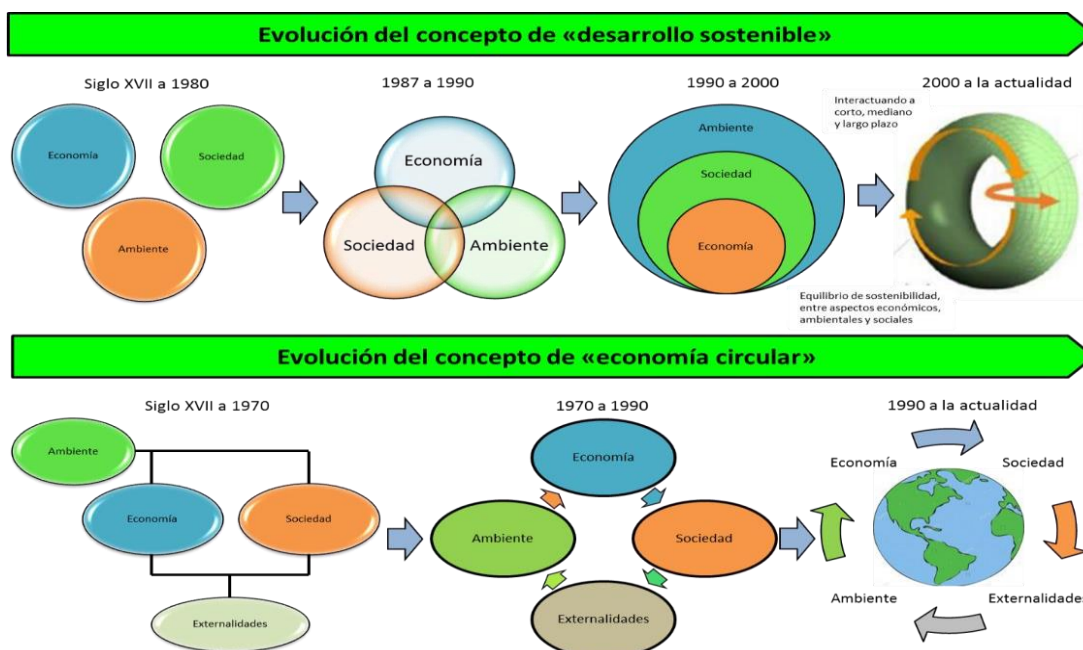 Evolución del concepto de «desarrollo sostenible»
Siglo XVII a 1980
1987 a 1990
1990 a 2000
2000 a la actualidad
Economía
Sociedad
Ambiente
Economía
Sociedad
Ambiente
Ambiente
Sociedad
Economía
Interactuando a
corto, mediano
y largo plazo
Equilibrio de sostenibilidad,
entre aspectos económicos,
ambientales y sociales
Evolución del concepto de «economía circular»
Siglo XVII a 1970
1970 a 1990
1990 a la actualidad
Ambiente
Economía
Sociedad
Externalidades
Economía
Ambiente
Sociedad
Externalidades
Economía
Sociedad
Ambiente
Externalidades